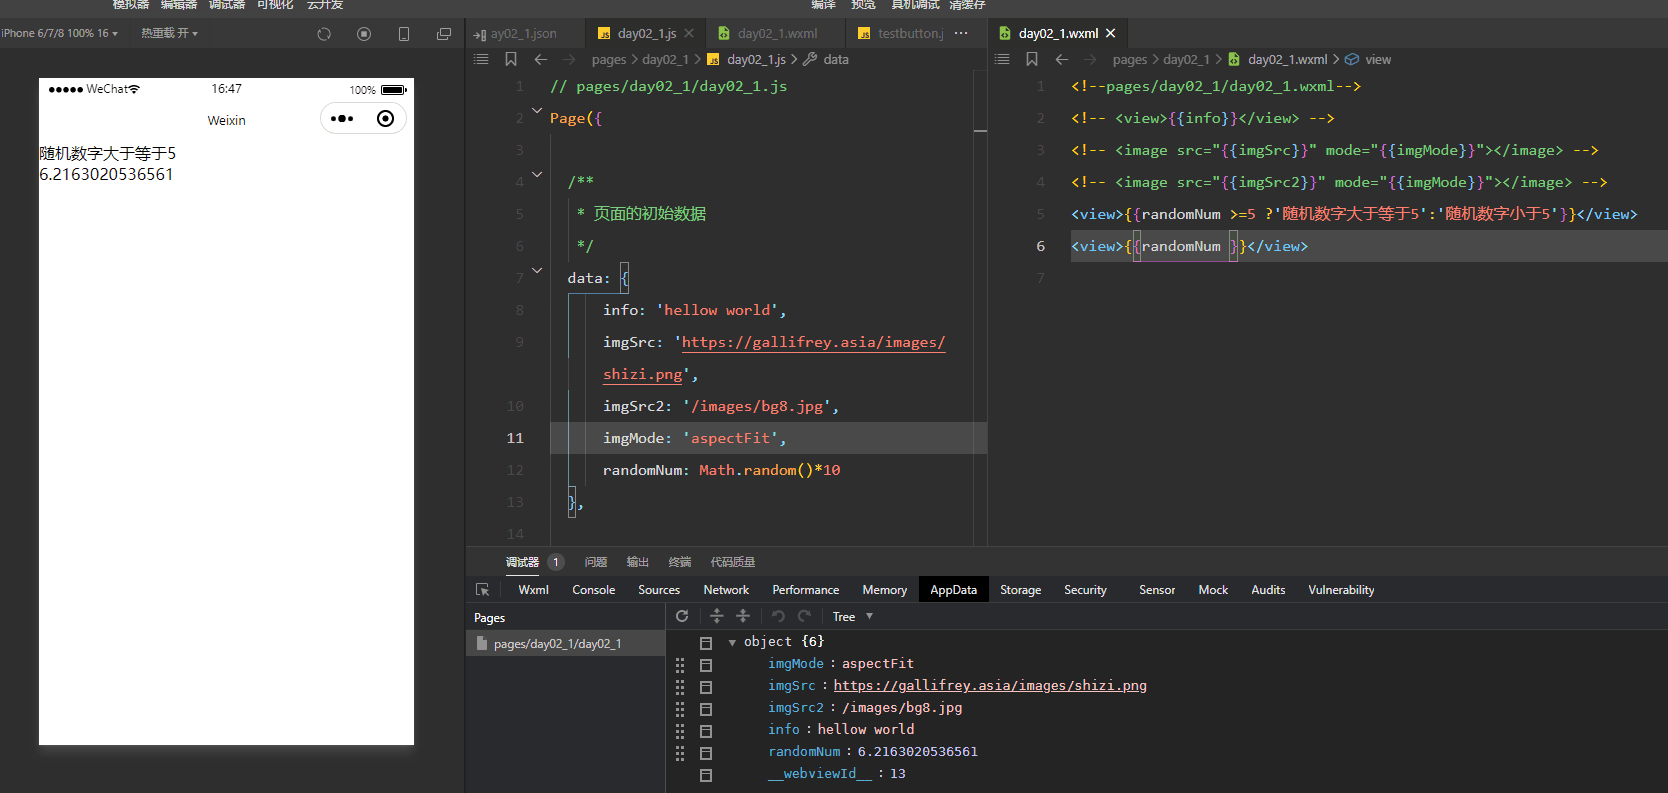 模拟器 编辑器 调试器 可视化 云开发 编译 预览 真机调试 清缓存
iPhone 6/7/8 100% 16 热重载 开
WeChat 16:47 100%
Weixin
随机数字大于等于5
6.2163020536561
ay02_1.json day02_1.js day02_1.wxml testbutton.j ···
pages day02_1 day02_1.js data
1 // pages/day02_1/day02_1.js
2 Page({
3
4 /**
5 * 页面的初始数据
6 */
7 data: {
8 info: 'hellow world',
9 imgSrc: 'https://gallifrey.asia/images/
shizi.png',
10 imgSrc2: '/images/bg8.jpg',
11 imgMode: 'aspectFit',
12 randomNum: Math.random()*10
13 },
14
day02_1.wxml
pages day02_1 day02_1.wxml view
1 <!--pages/day02_1/day02_1.wxml-->
2 <!-- <view>{{info}}</view> -->
3 <!-- <image src="{{imgSrc}}" mode="{{imgMode}}"></image> -->
4 <!-- <image src="{{imgSrc2}}" mode="{{imgMode}}"></image> -->
5 <view>{{randomNum >=5 ?'随机数字大于等于5':'随机数字小于5'}}</view>
6 <view>{{randomNum }}</view>
7
调试器 1 问题 输出 终端 代码质量
Wxml Console Sources Network Performance Memory AppData Storage Security Sensor Mock Audits Vulnerability
Pages
pages/day02_1/day02_1
Tree
object {6}
imgMode : aspectFit
imgSrc : https://gallifrey.asia/images/shizi.png
imgSrc2 : /images/bg8.jpg
info : hellow world
randomNum : 6.2163020536561
__webviewId__ : 13